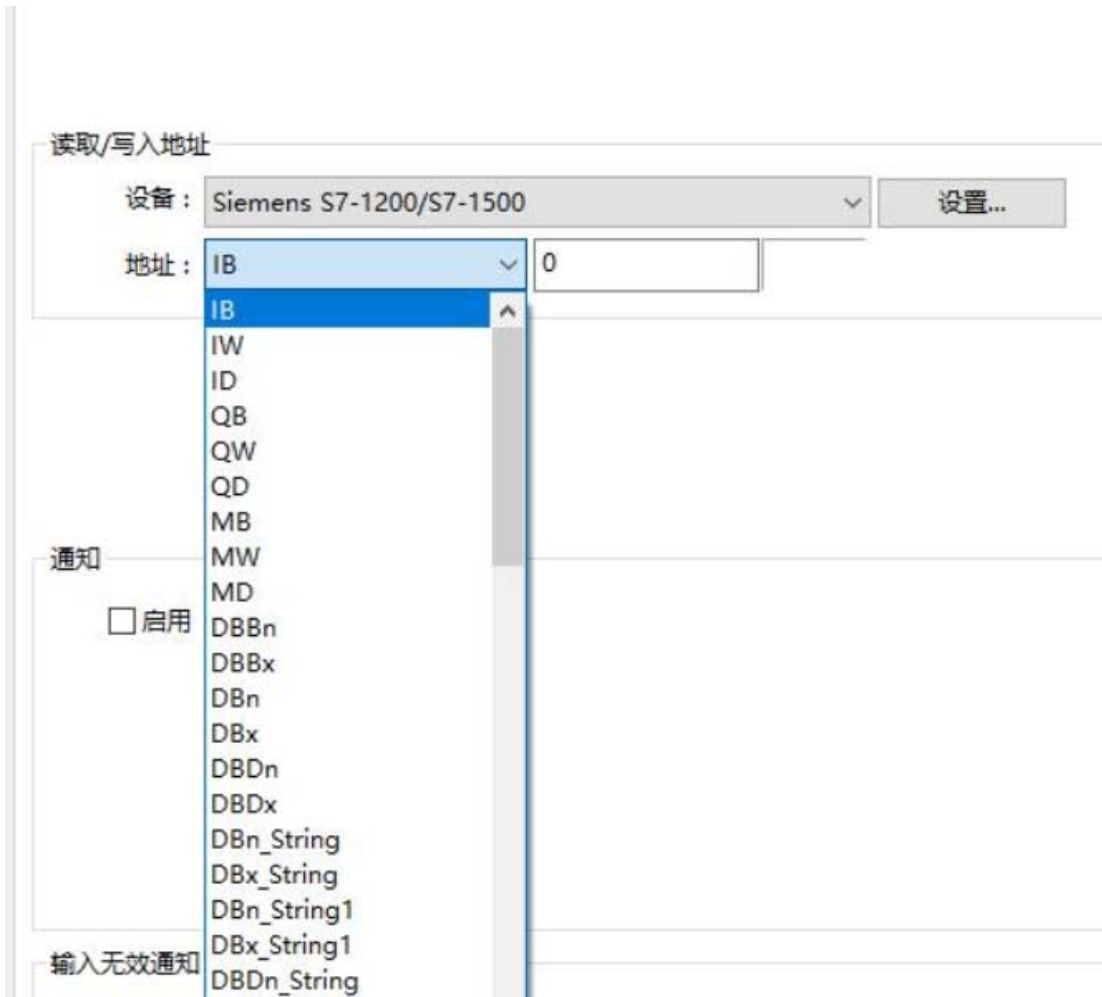 读取/写入地址
设备： Siemens S7-1200/S7-1500 设置...
地址： IB 0
IB
IW
ID
QB
QW
QD
MB
通知
MW
MD
启用
DBBn
DBBx
DBn
DBx
DBDn
DBDx
DBn_String
DBx_String
DBn_String1
DBx_String1
输入无效通知
DBDn_String